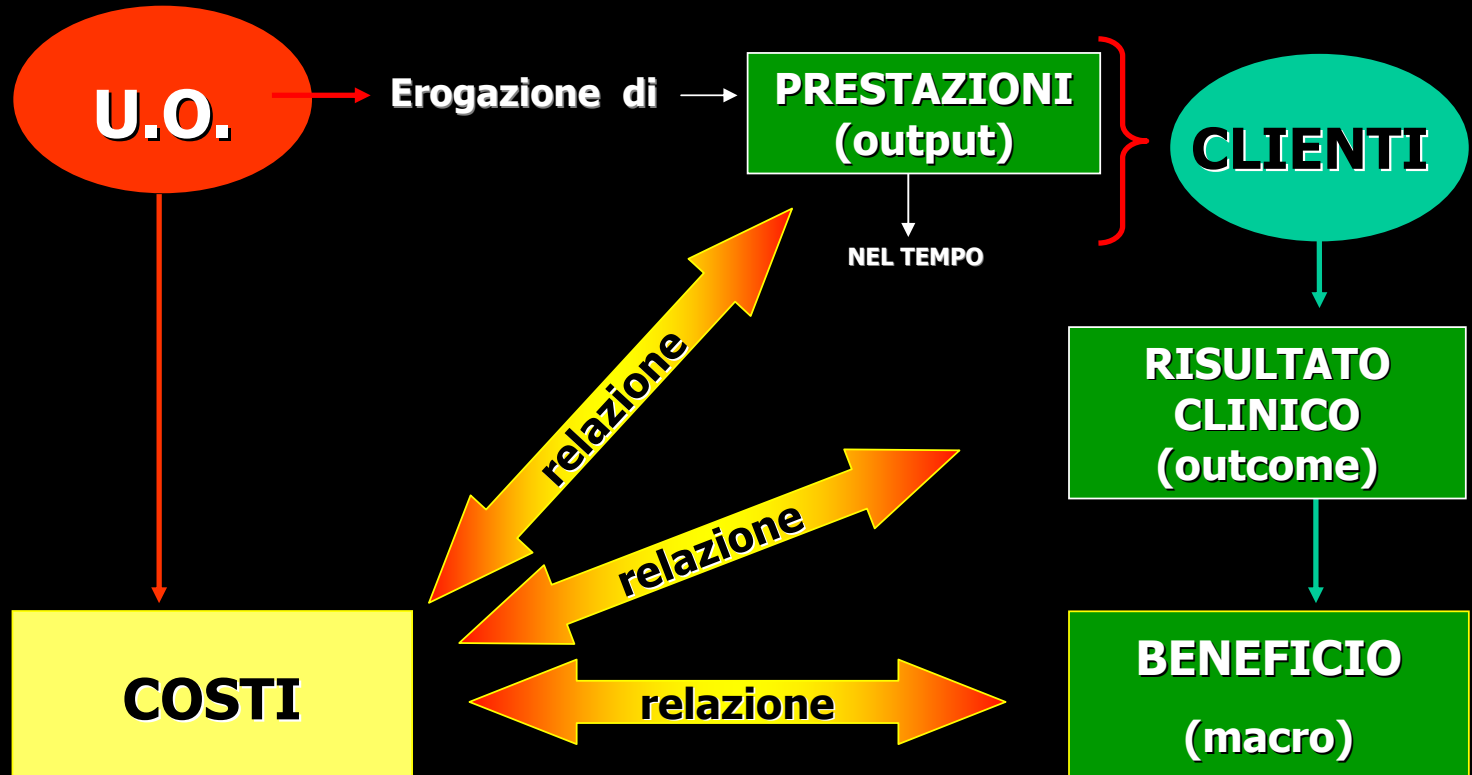 U.O.
Erogazione di
PRESTAZIONI
(output)
CLIENTI
NEL TEMPO
relazione
RISULTATO
CLINICO
(outcome)
relazione
COSTI
relazione
BENEFICIO
(macro)